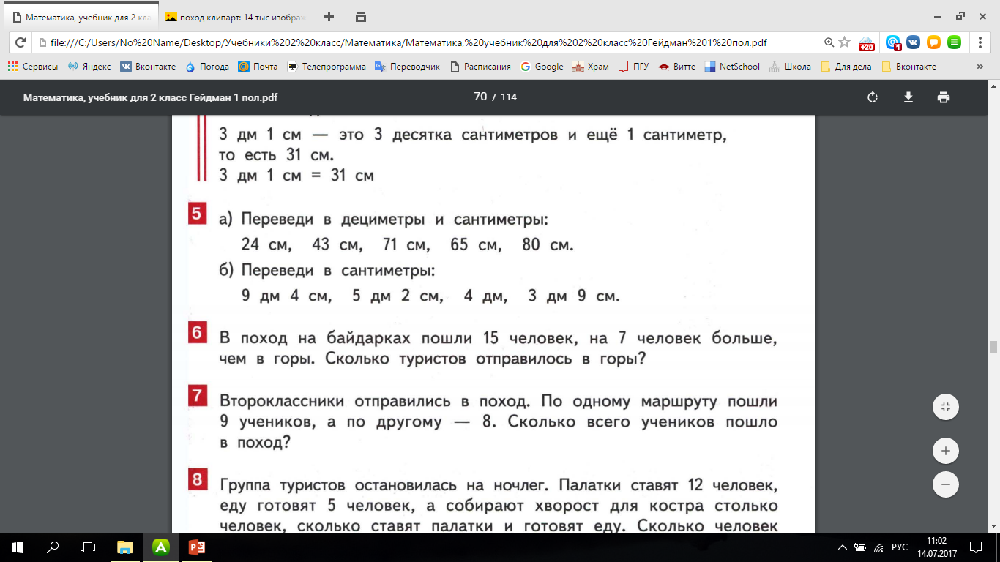 Математика, учебник для 2 кла
поход клипарт: 14 тыс изображ
file:///C:/Users/No%20Name/Desktop/Учебники%202%20класс/Математика/Математика,%20учебник%20для%202%20класс%20Гейдман%201%20пол.pdf
+20
1
Сервисы Яндекс Вконтакте Погода Почта Телепрограмма Переводчик Расписания Google Храм ПГУ Витте NetSchool Школа Для дела Вконтакте »
Математика, учебник для 2 класс Гейдман 1 пол.pdf 70 / 114
3 дм 1 см — это 3 десятка сантиметров и ещё 1 сантиметр,
то есть 31 см.
3 дм 1 см = 31 см
5 а) Переведи в дециметры и сантиметры:
24 см, 43 см, 71 см, 65 см, 80 см.
б) Переведи в сантиметры:
9 дм 4 см, 5 дм 2 см, 4 дм, 3 дм 9 см.
6 В поход на байдарках пошли 15 человек, на 7 человек больше,
чем в горы. Сколько туристов отправилось в горы?
7 Второклассники отправились в поход. По одному маршруту пошли
9 учеников, а по другому — 8. Сколько всего учеников пошло
в поход?
8 Группа туристов остановилась на ночлег. Палатки ставят 12 человек,
еду готовят 5 человек, а собирают хворост для костра столько
человек, сколько ставят палатки и готовят еду. Сколько человек
РУС
11:02
14.07.2017